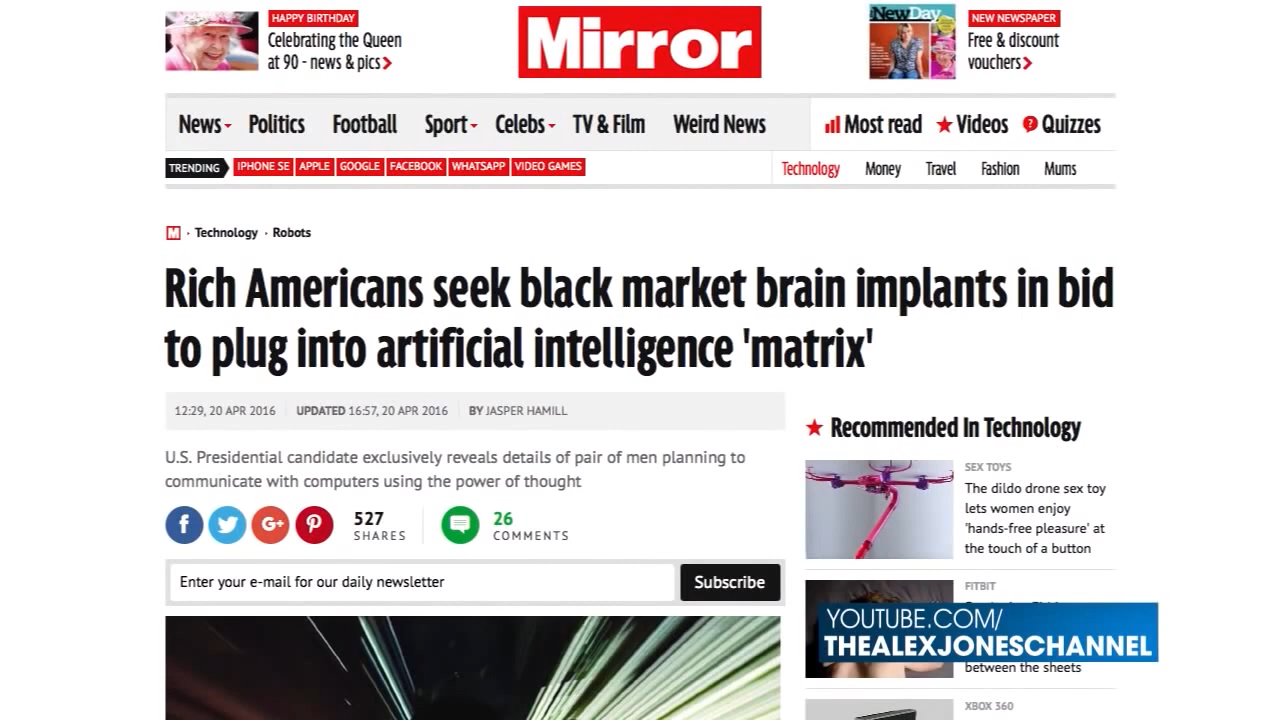 HAPPY BIRTHDAY
Celebrating the Queen
at 90 - news & pics
Mirror
NewDay
NEW NEWSPAPER
Free & discount
vouchers
News
Politics
Football
Sport
Celebs
TV & Film
Weird News
Most read
Videos
Quizzes
TRENDING
IPHONE SE
APPLE
GOOGLE
FACEBOOK
WHATSAPP
VIDEO GAMES
Technology
Money
Travel
Fashion
Mums
M · Technology · Robots
Rich Americans seek black market brain implants in bid
to plug into artificial intelligence 'matrix'
12:29, 20 APR 2016
UPDATED 16:57, 20 APR 2016
BY JASPER HAMILL
U.S. Presidential candidate exclusively reveals details of pair of men planning to
communicate with computers using the power of thought
527
SHARES
26
COMMENTS
Enter your e-mail for our daily newsletter
Subscribe
Recommended In Technology
SEX TOYS
The dildo drone sex toy
lets women enjoy
'hands-free pleasure' at
the touch of a button
FITBIT
YOUTUBE.COM/
THEALEXJONESCHANNEL
between the sheets
XBOX 360